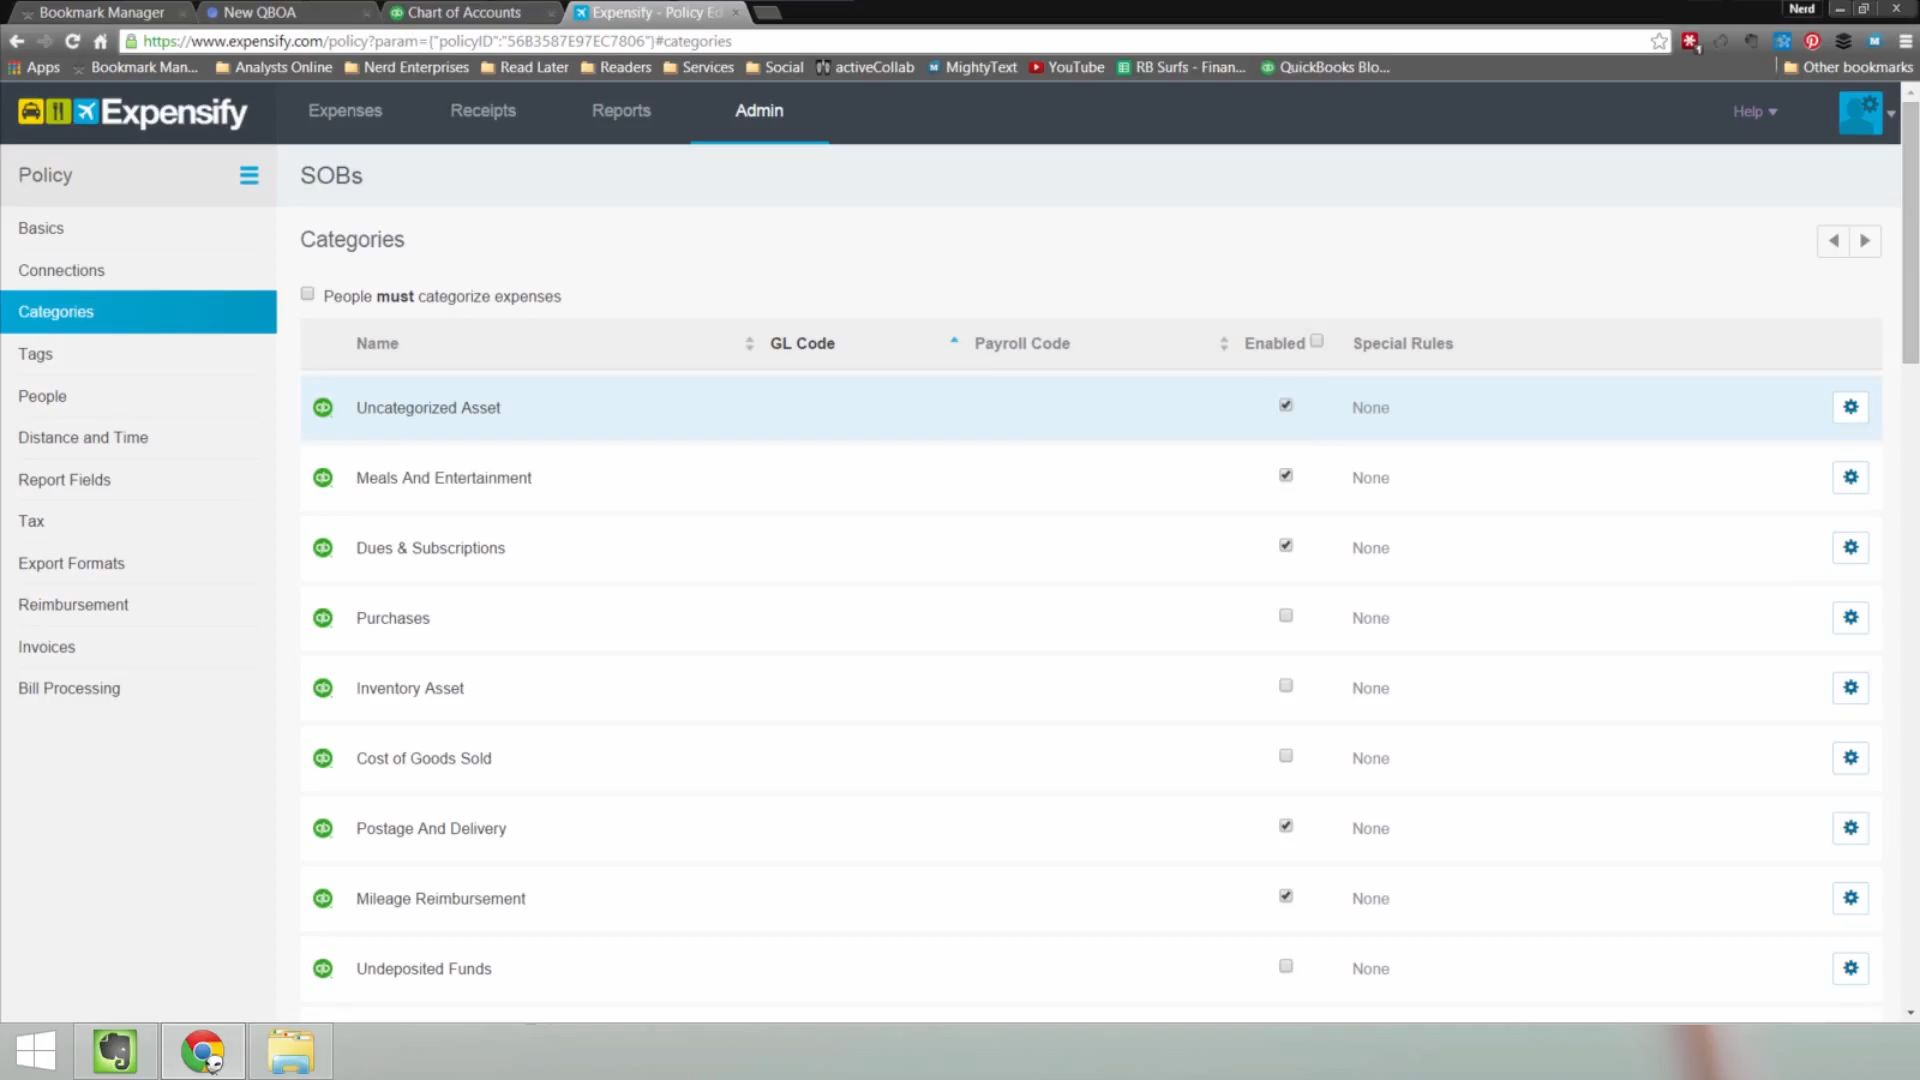 Bookmark Manager
New QBOA
Chart of Accounts
Expensify - Policy Ed
Nerd
https://www.expensify.com/policy?param={"policyID":"56B3587E97EC7806"}#categories
Apps
Bookmark Man...
Analysts Online
Nerd Enterprises
Read Later
Readers
Services
Social
activeCollab
MightyText
YouTube
RB Surfs - Finan...
QuickBooks Blo...
Other bookmarks
Expensify
Expenses
Receipts
Reports
Admin
Help
Policy
SOBs
Basics
Connections
Categories
Tags
People
Distance and Time
Report Fields
Tax
Export Formats
Reimbursement
Invoices
Bill Processing
Categories
People must categorize expenses
Name GL Code Payroll Code Enabled Special Rules
Uncategorized Asset None
Meals And Entertainment None
Dues & Subscriptions None
Purchases None
Inventory Asset None
Cost of Goods Sold None
Postage And Delivery None
Mileage Reimbursement None
Undeposited Funds None